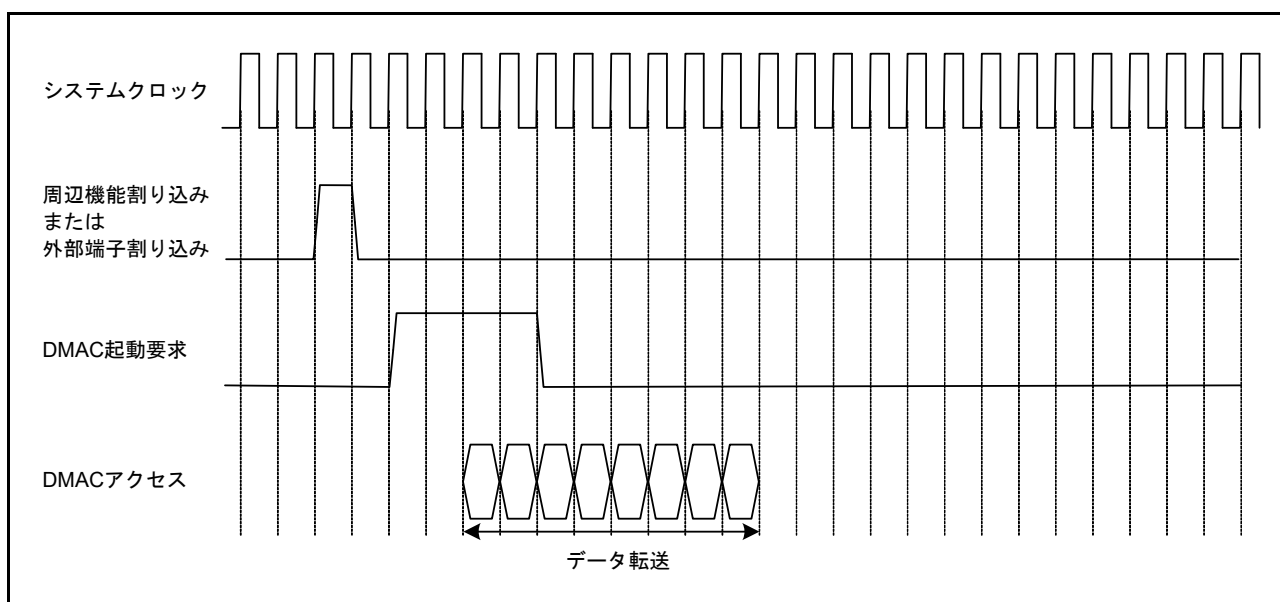 システムクロック
周辺機能割り込み
または
外部端子割り込み
DMAC起動要求
DMACアクセス
データ転送